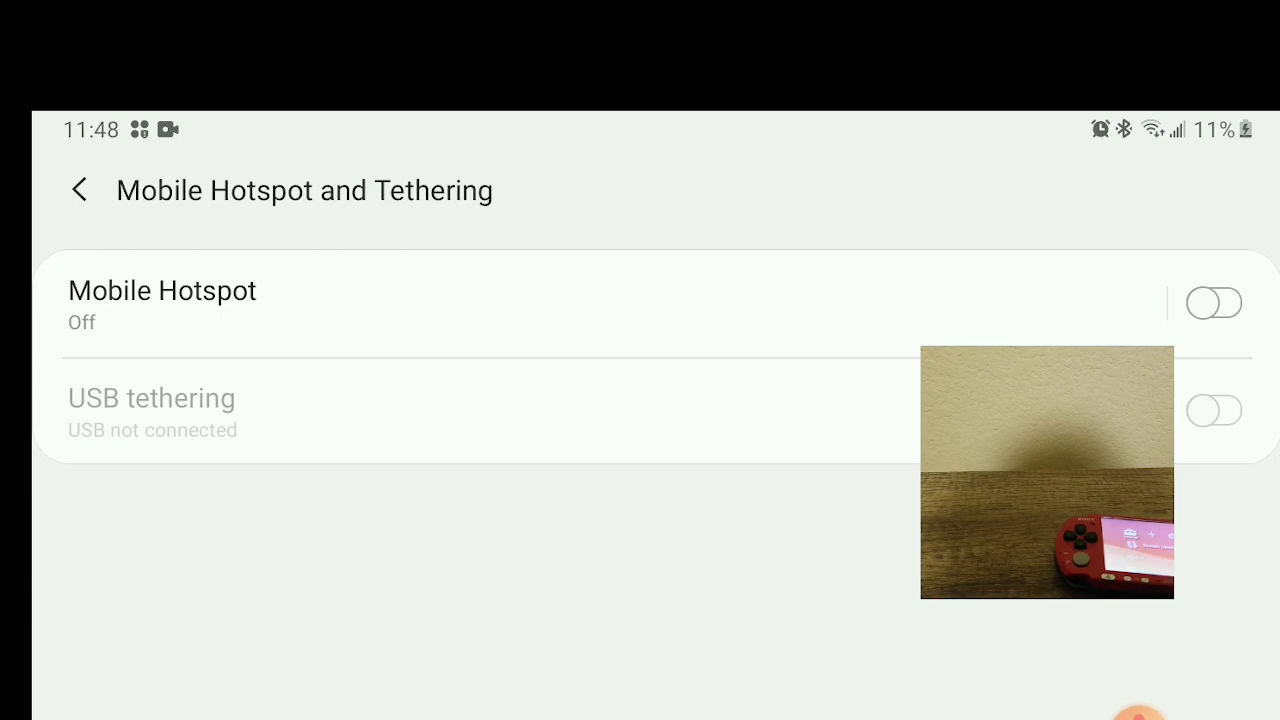 11:48
11%
Mobile Hotspot and Tethering
Mobile Hotspot
Off
USB tethering
USB not connected